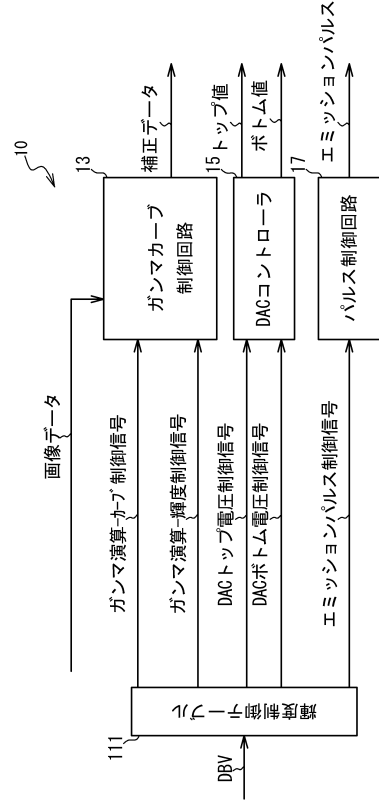 10
画像データ
13
ガンマカーブ
制御回路
補正データ
ガンマ演算-カーブ制御信号
ガンマ演算-輝度制御信号
15
DACコントローラ
トップ値
ボトム値
DACトップ電圧制御信号
DACボトム電圧制御信号
17
パルス制御回路
エミッションパルス
エミッションパルス制御信号
111
輝度制御テーブル
DBV